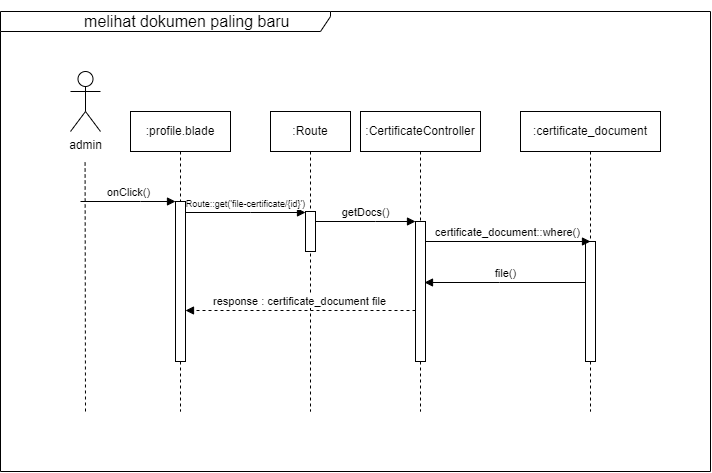 melihat dokumen paling baru
admin
:profile.blade
:Route
:CertificateController
:certificate_document
onClick()
Route::get('file-certificate/{id}')
getDocs()
certificate_document::where()
file()
response : certificate_document file